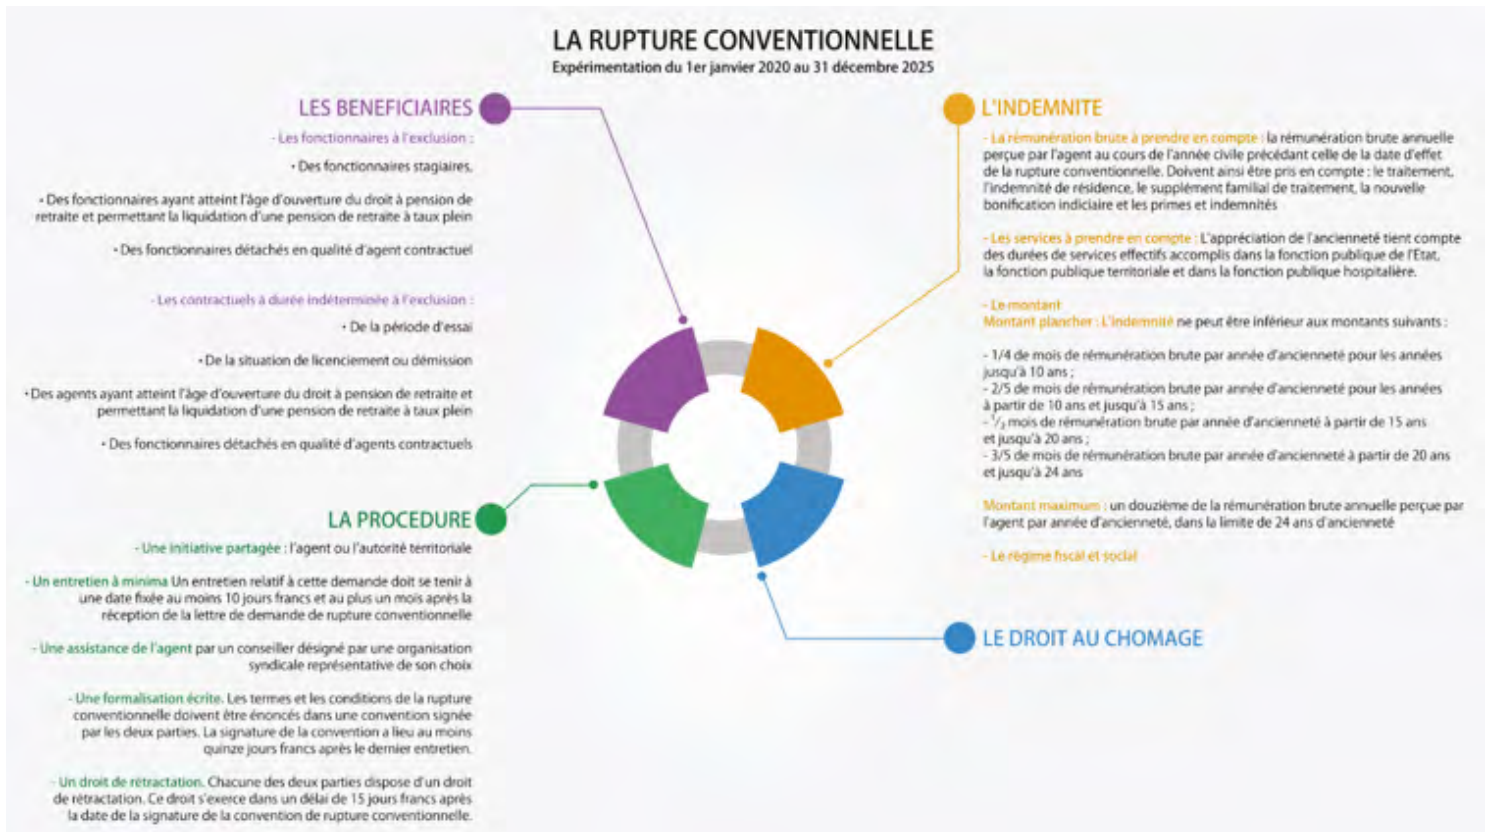 LA RUPTURE CONVENTIONNELLE
Expérimentation du 1er janvier 2020 au 31 décembre 2025
LES BENEFICIAIRES
- Les fonctionnaires à l'exclusion :
• Des fonctionnaires stagiaires,
• Des fonctionnaires ayant atteint l'âge d'ouverture du droit à pension de
retraite et permettant la liquidation d'une pension de retraite à taux plein
• Des fonctionnaires détachés en qualité d'agent contractuel
- Les contractuels à durée indéterminée à l'exclusion :
• De la période d'essai
• De la situation de licenciement ou démission
• Des agents ayant atteint l'âge d'ouverture du droit à pension de retraite et
permettant la liquidation d'une pension de retraite à taux plein
• Des fonctionnaires détachés en qualité d'agents contractuels
LA PROCEDURE
- Une initiative partagée : l'agent ou l'autorité territoriale
- Un entretien à minima Un entretien relatif à cette demande doit se tenir à
une date fixée au moins 10 jours francs et au plus un mois après la
réception de la lettre de demande de rupture conventionnelle
- Une assistance de l'agent par un conseiller désigné par une organisation
syndicale représentative de son choix
- Une formalisation écrite. Les termes et les conditions de la rupture
conventionnelle doivent être énoncés dans une convention signée
par les deux parties. La signature de la convention a lieu au moins
quinze jours francs après le dernier entretien.
- Un droit de rétractation. Chacune des deux parties dispose d'un droit
de rétractation. Ce droit s'exerce dans un délai de 15 jours francs après
la date de la signature de la convention de rupture conventionnelle.
L'INDEMNITE
- La rémunération brute à prendre en compte : la rémunération brute annuelle
perçue par l'agent au cours de l'année civile précédant celle de la date d'effet
de la rupture conventionnelle. Doivent ainsi être pris en compte : le traitement,
l'indemnité de résidence, le supplément familial de traitement, la nouvelle
bonification indiciaire et les primes et indemnités
- Les services à prendre en compte : L'appréciation de l'ancienneté tient compte
des durées de services effectifs accomplis dans la fonction publique de l'Etat,
la fonction publique territoriale et dans la fonction publique hospitalière.
- Le montant
Montant plancher : L'indemnité ne peut être inférieur aux montants suivants :
- 1/4 de mois de rémunération brute par année d'ancienneté pour les années
jusqu'à 10 ans ;
- 2/5 de mois de rémunération brute par année d'ancienneté pour les années
à partir de 10 ans et jusqu'à 15 ans ;
- 1/2 mois de rémunération brute par année d'ancienneté à partir de 15 ans
et jusqu'à 20 ans ;
- 3/5 de mois de rémunération brute par année d'ancienneté à partir de 20 ans
et jusqu'à 24 ans
Montant maximum : un douzième de la rémunération brute annuelle perçue par
l'agent par année d'ancienneté, dans la limite de 24 ans d'ancienneté
- Le régime fiscal et social
LE DROIT AU CHOMAGE